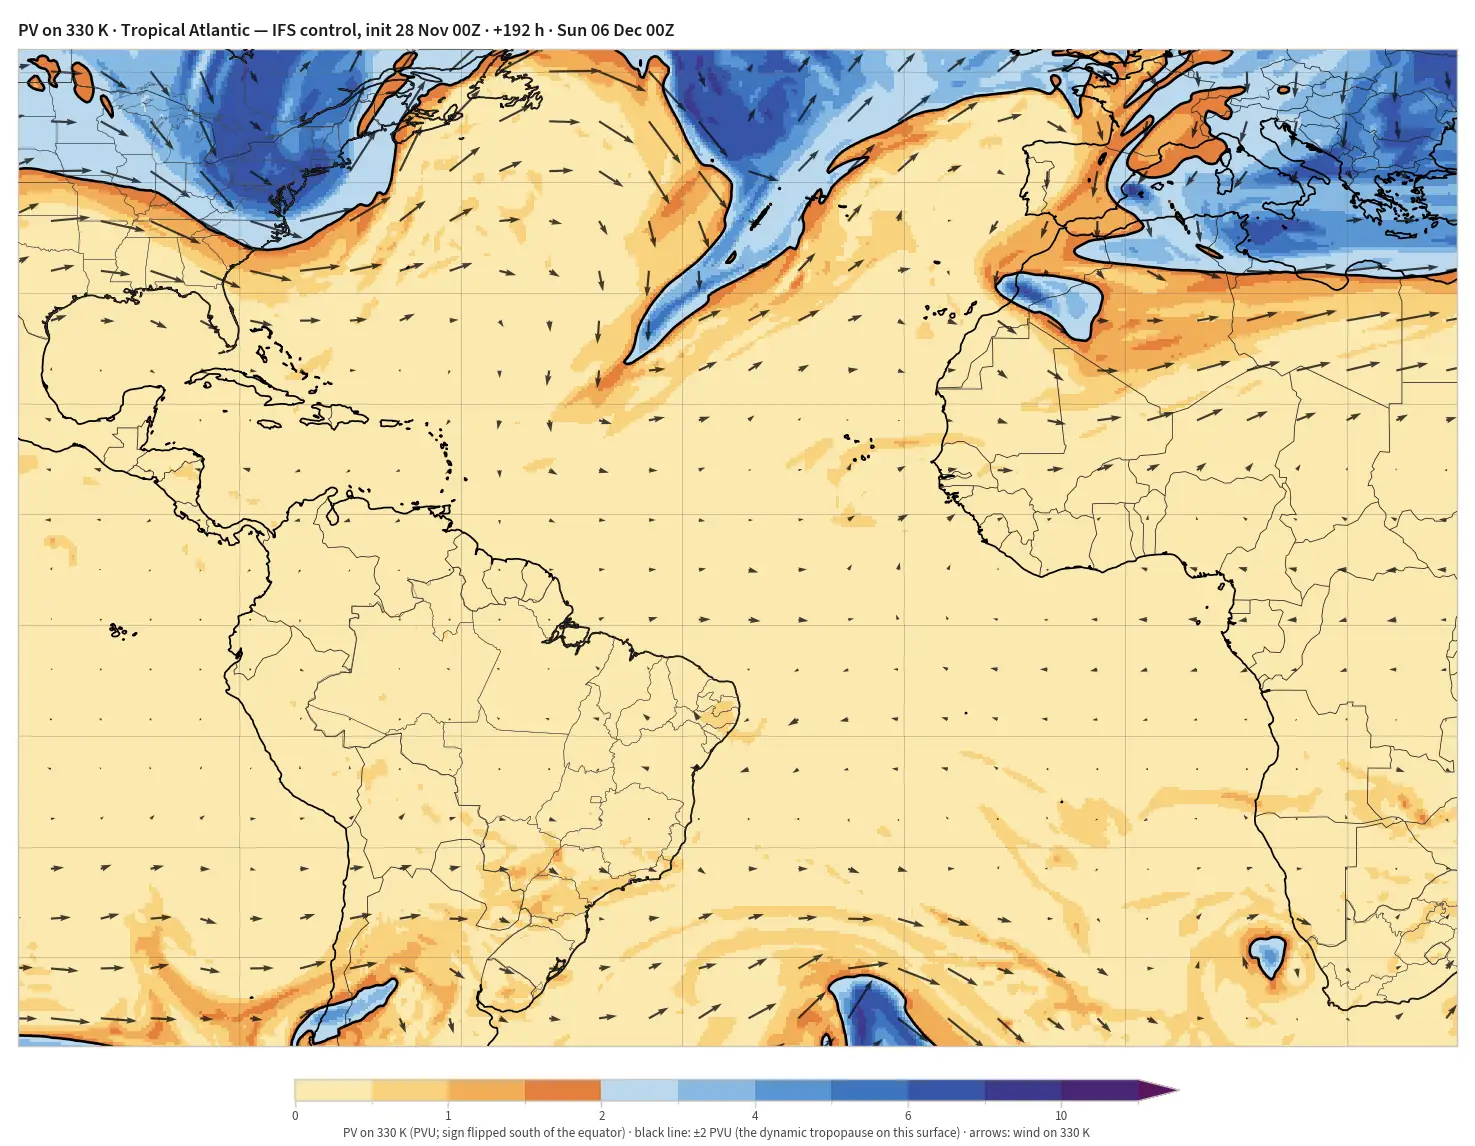 PV on 330 K · Tropical Atlantic — IFS control, init 28 Nov 00Z · +192 h · Sun 06 Dec 00Z
0 1 2 4 6 10
PV on 330 K (PVU; sign flipped south of the equator) · black line: ±2 PVU (the dynamic tropopause on this surface) · arrows: wind on 330 K